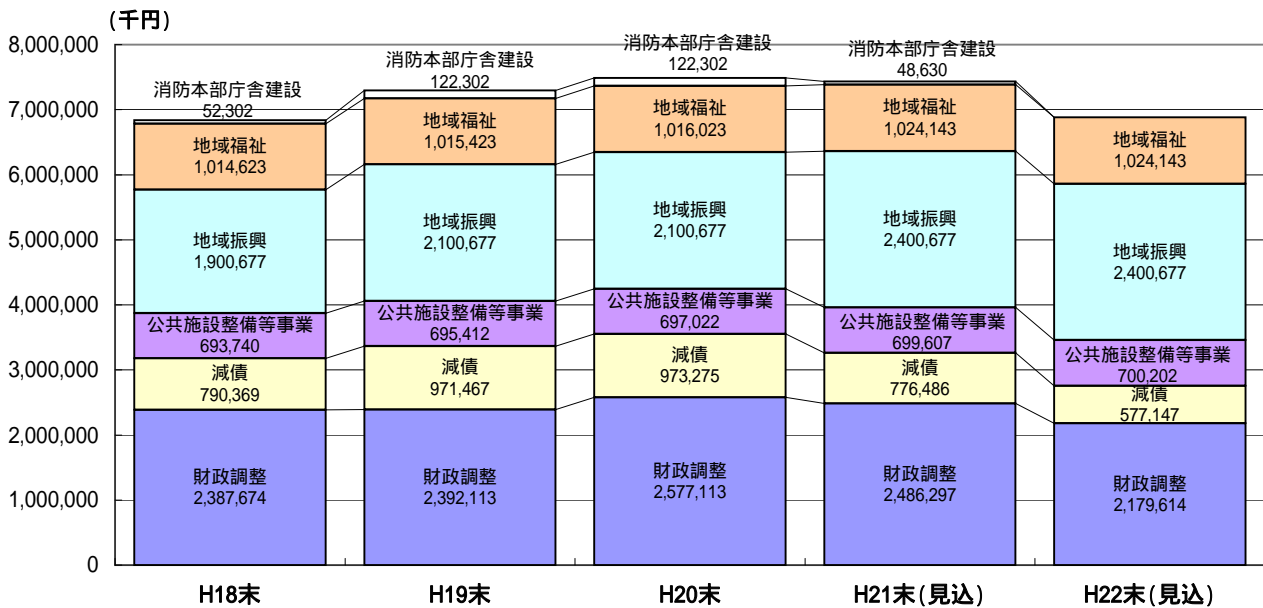 (千円)
8,000,000
7,000,000
6,000,000
5,000,000
4,000,000
3,000,000
2,000,000
1,000,000
0
消防本部庁舎建設
52,302
地域福祉
1,014,623
地域振興
1,900,677
公共施設整備等事業
693,740
減債
790,369
財政調整
2,387,674
H18末
消防本部庁舎建設
122,302
地域福祉
1,015,423
地域振興
2,100,677
公共施設整備等事業
695,412
減債
971,467
財政調整
2,392,113
H19末
消防本部庁舎建設
122,302
地域福祉
1,016,023
地域振興
2,100,677
公共施設整備等事業
697,022
減債
973,275
財政調整
2,577,113
H20末
消防本部庁舎建設
48,630
地域福祉
1,024,143
地域振興
2,400,677
公共施設整備等事業
699,607
減債
776,486
財政調整
2,486,297
H21末(見込)
地域福祉
1,024,143
地域振興
2,400,677
公共施設整備等事業
700,202
減債
577,147
財政調整
2,179,614
H22末(見込)